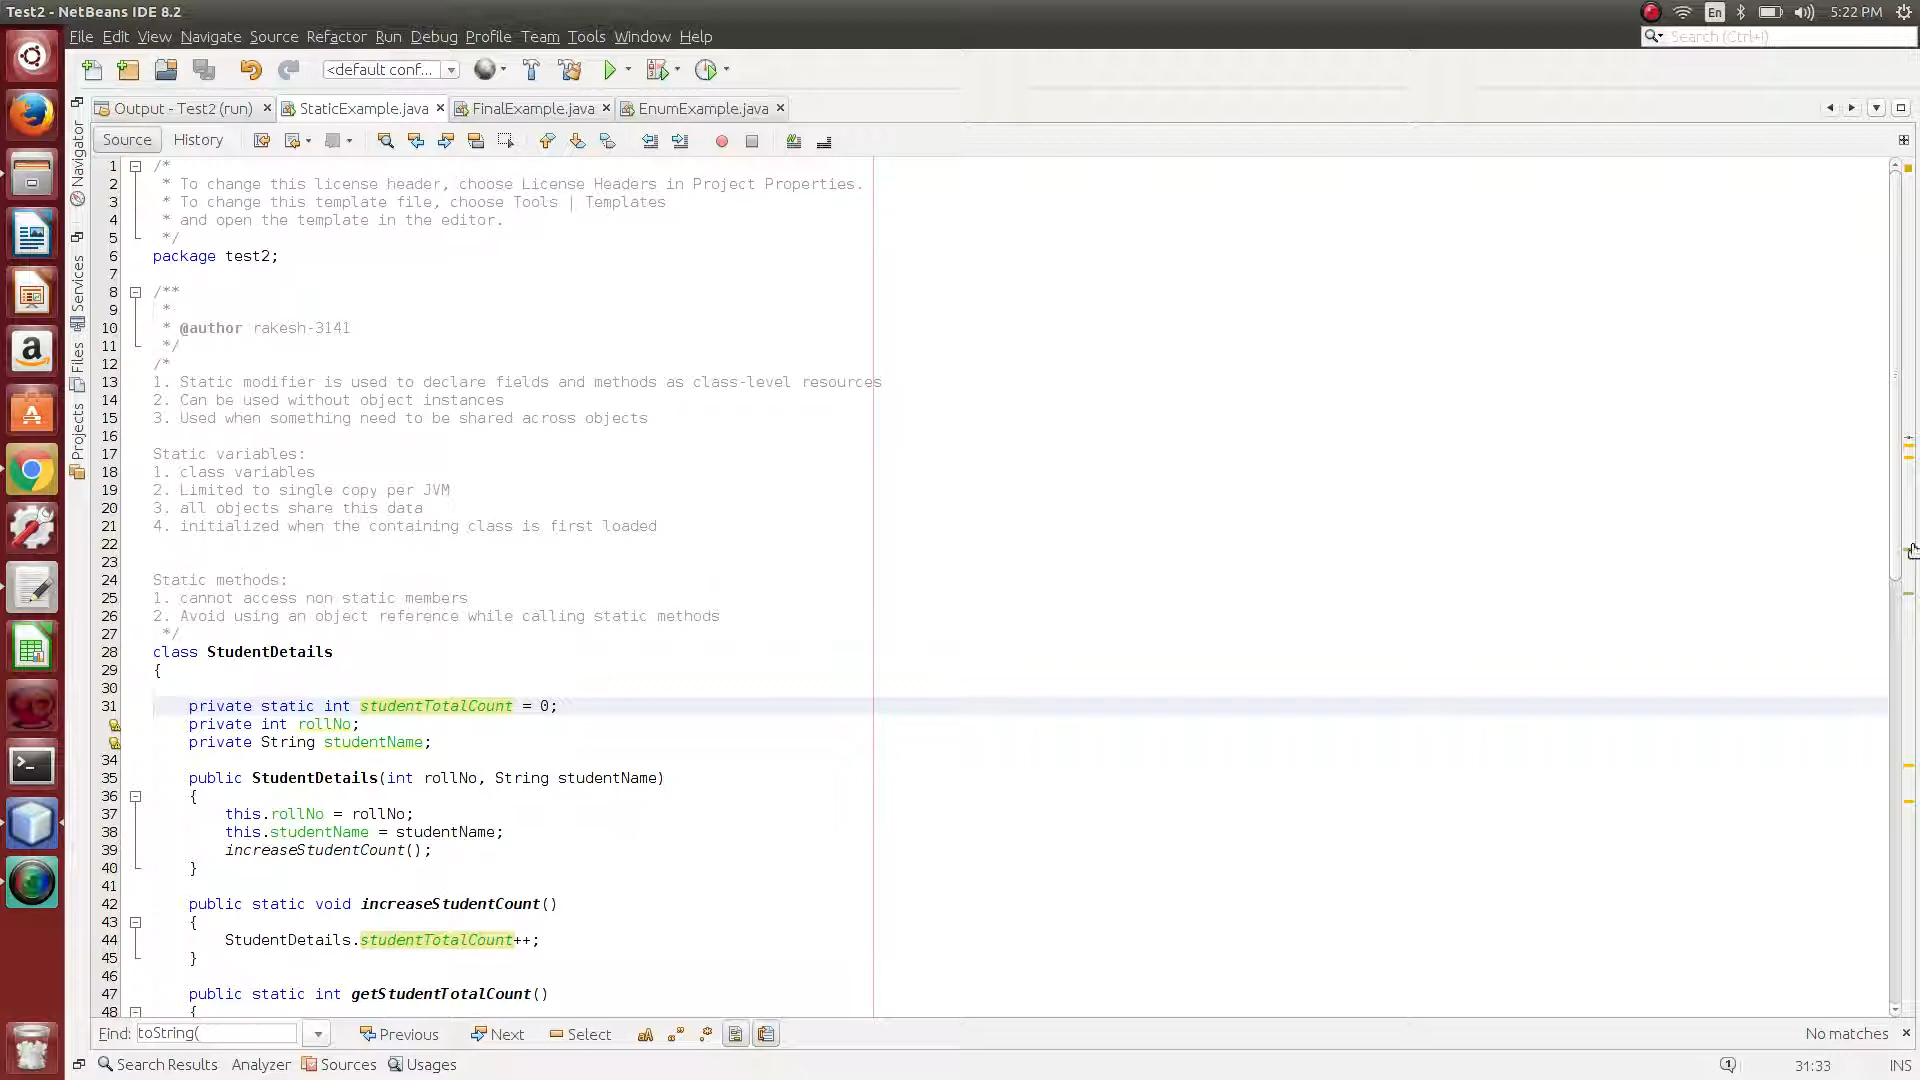 Test2 - NetBeans IDE 8.2
En
5:22 PM
File Edit View Navigate Source Refactor Run Debug Profile Team Tools Window Help
Search (Ctrl+I)
<default conf...
Output - Test2 (run)
StaticExample.java
FinalExample.java
EnumExample.java
Source History
Navigator
Services
Files
Projects
1 /*
2 * To change this license header, choose License Headers in Project Properties.
3 * To change this template file, choose Tools | Templates
4 * and open the template in the editor.
5 */
6 package test2;
7
8 /**
9 *
10 * @author rakesh-3141
11 */
12 /*
13 1. Static modifier is used to declare fields and methods as class-level resources
14 2. Can be used without object instances
15 3. Used when something need to be shared across objects
16
17 Static variables:
18 1. class variables
19 2. Limited to single copy per JVM
20 3. all objects share this data
21 4. initialized when the containing class is first loaded
22
23
24 Static methods:
25 1. cannot access non static members
26 2. Avoid using an object reference while calling static methods
27 */
28 class StudentDetails
29 {
30
31 private static int studentTotalCount = 0;
private int rollNo;
private String studentName;
34
35 public StudentDetails(int rollNo, String studentName)
36 {
37 this.rollNo = rollNo;
38 this.studentName = studentName;
39 increaseStudentCount();
40 }
41
42 public static void increaseStudentCount()
43 {
44 StudentDetails.studentTotalCount++;
45 }
46
47 public static int getStudentTotalCount()
48 {
Find: toString( Previous Next Select aA No matches
Search Results Analyzer Sources Usages 1 31:33 INS